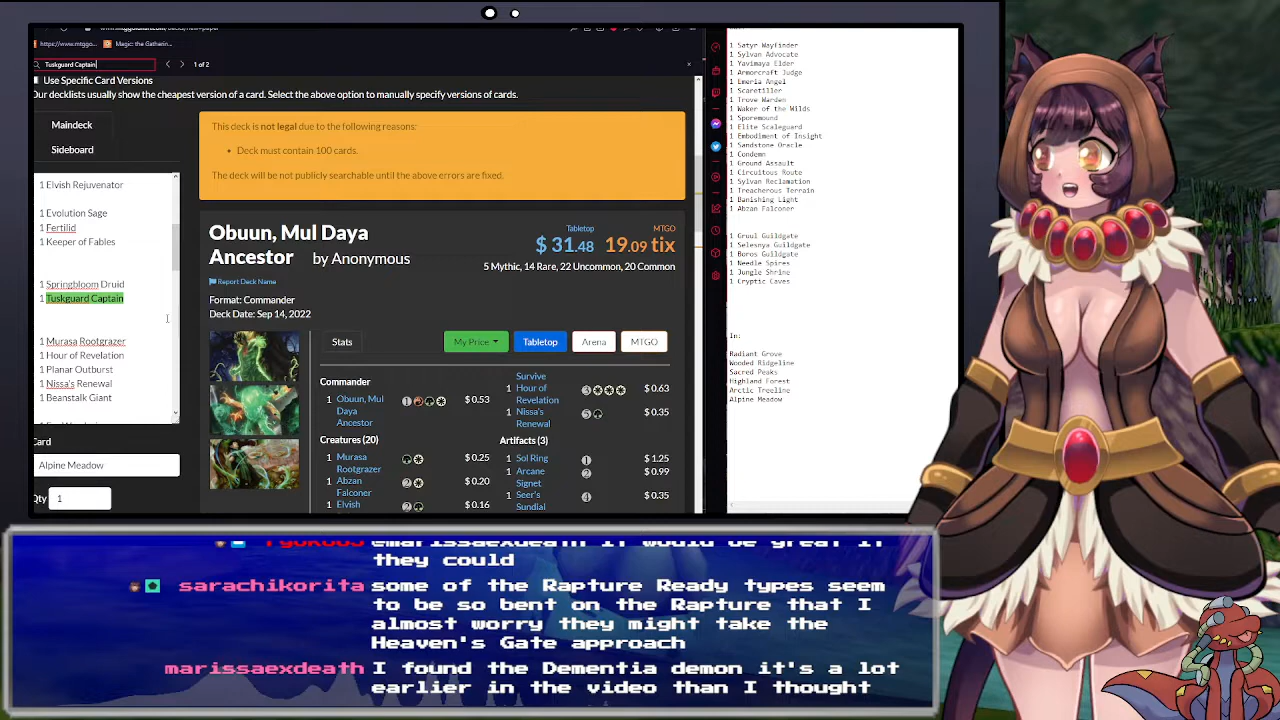 https://www.mtggo... Magic: the Gatherin...
Tuskguard Captain 1 of 2
Use Specific Card Versions
usually show the cheapest version of a card. Select the option to manually specify versions of cards.
Maindeck
Sideboard
1 Elvish Rejuvenator
1 Evolution Sage
1 Fertilid
1 Keeper of Fables
1 Springbloom Druid
1 Tuskguard Captain
1 Murasa Rootgrazer
1 Hour of Revelation
1 Planar Outburst
1 Nissa's Renewal
1 Beanstalk Giant
Card
Alpine Meadow
Qty 1
This deck is not legal due to the following reasons:
• Deck must contain 100 cards.
The deck will be not publicly searchable until the above errors are fixed.
Obuun, Mul Daya
Ancestor by Anonymous
Tabletop MTGO
$ 31.48 19.09 tix
5 Mythic, 14 Rare, 22 Uncommon, 20 Common
Report Deck Name
Format: Commander
Deck Date: Sep 14, 2022
Stats My Price Tabletop Arena MTGO
Commander
1 Obuun, Mul Daya Ancestor $ 0.53
Creatures (20)
1 Murasa Rootgrazer $ 0.25
1 Abzan Falconer $ 0.20
1 Elvish $ 0.16
Survive
1 Hour of Revelation $ 0.63
1 Nissa's Renewal $ 0.35
Artifacts (3)
1 Sol Ring $ 1.25
1 Arcane Signet $ 0.99
1 Seer's Sundial $ 0.35
1 Satyr Wayfinder
1 Sylvan Advocate
1 Yavimaya Elder
1 Armorcraft Judge
1 Emeria Angel
1 Scaretiller
1 Trove Warden
1 Waker of the Wilds
1 Sporemound
1 Elite Scaleguard
1 Embodiment of Insight
1 Sandstone Oracle
1 Condemn
1 Ground Assault
1 Circuitous Route
1 Sylvan Reclamation
1 Treacherous Terrain
1 Banishing Light
1 Abzan Falconer
1 Gruul Guildgate
1 Selesnya Guildgate
1 Boros Guildgate
1 Needle Spires
1 Jungle Shrine
1 Cryptic Caves
In:
Radiant Grove
Wooded Ridgeline
Sacred Peaks
Highland Forest
Arctic Treeline
Alpine Meadow
@marissaexdeath it would be great if
they could
sarachikorita some of the Rapture Ready types seem
to be so bent on the Rapture that I
almost worry they might take the
Heaven's Gate approach
marissaexdeath I found the Dementia demon it's a lot
earlier in the video than I thought